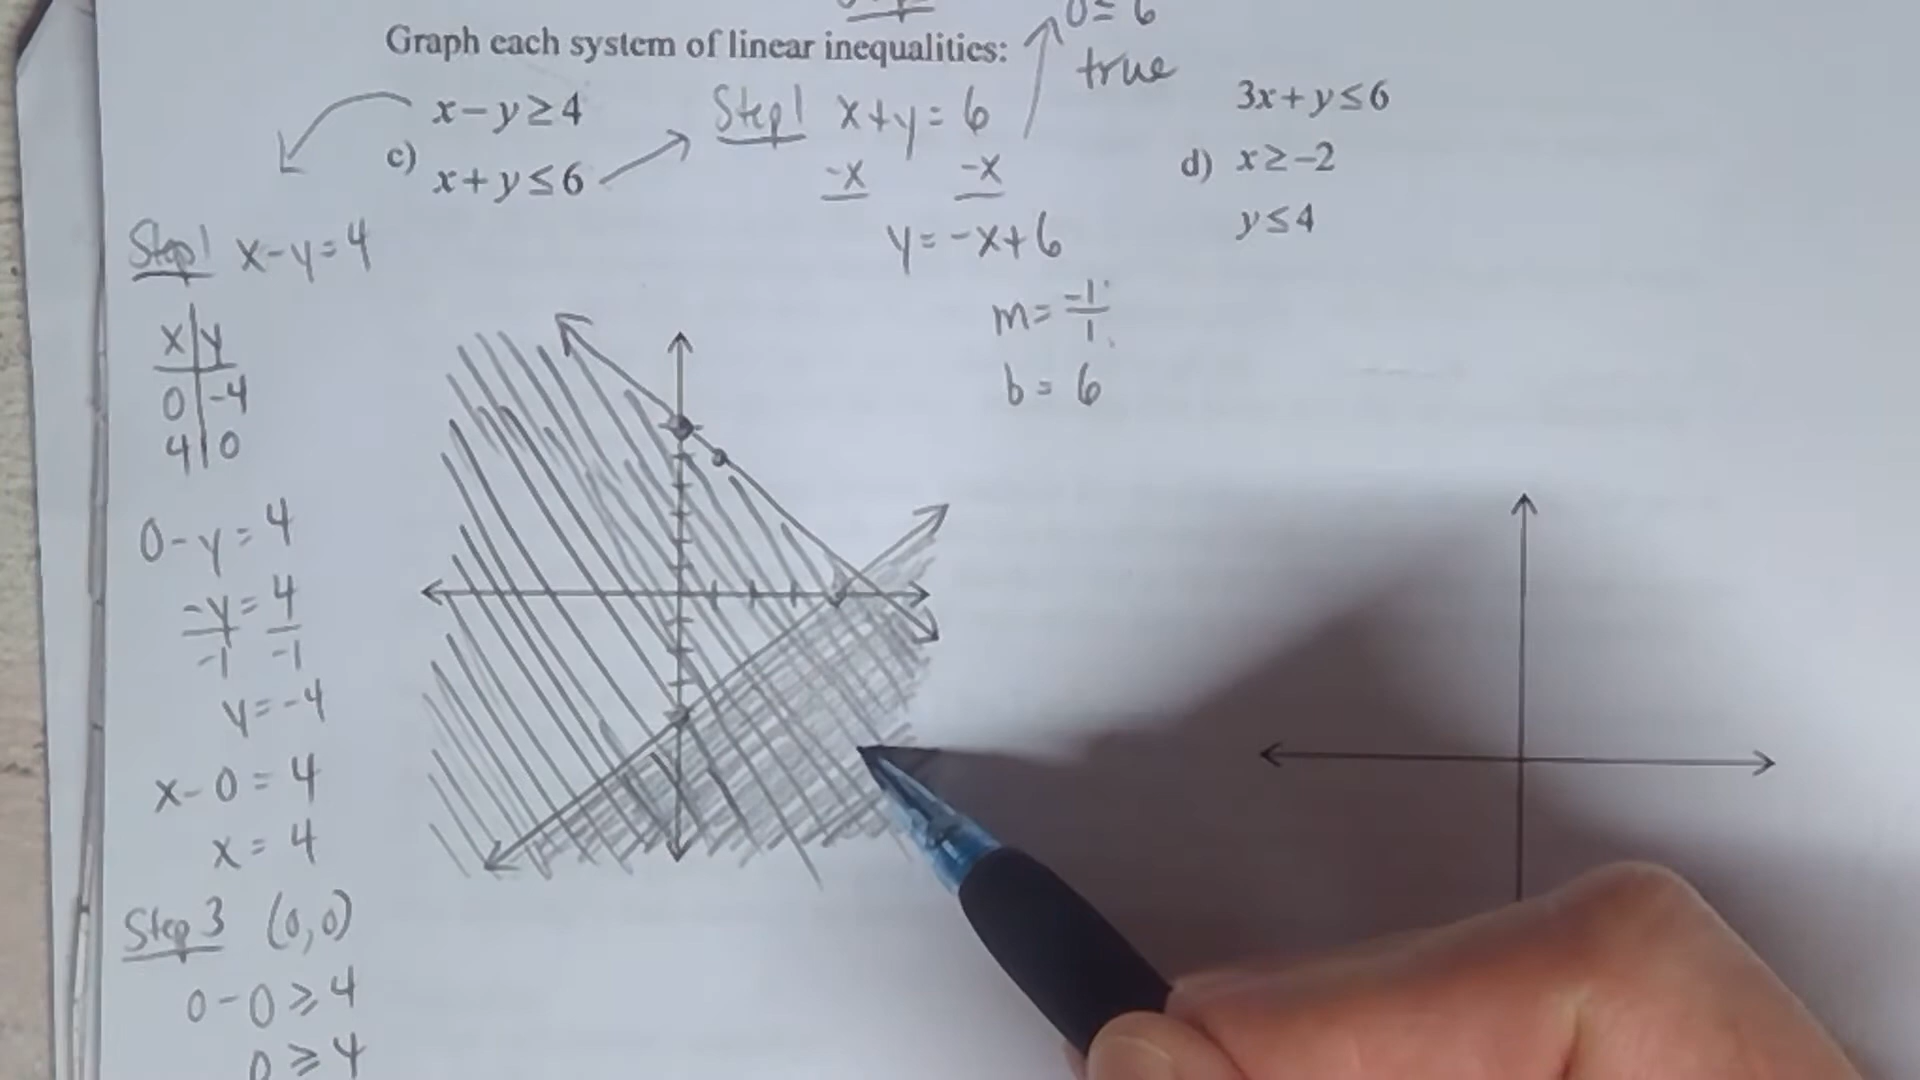 0 ≤ 6
true
Graph each system of linear inequalities:
c)
x - y ≥ 4
x + y ≤ 6
Step 1 x + y = 6
-x -x
y = -x + 6
m = -1/1
b = 6
d)
3x + y ≤ 6
x ≥ -2
y ≤ 4
Step 1 x - y = 4
x | y
0 | -4
4 | 0
0 - y = 4
-y = 4
-1 -1
y = -4
x - 0 = 4
x = 4
Step 3 (0,0)
0 - 0 ≥ 4
0 ≥ 4